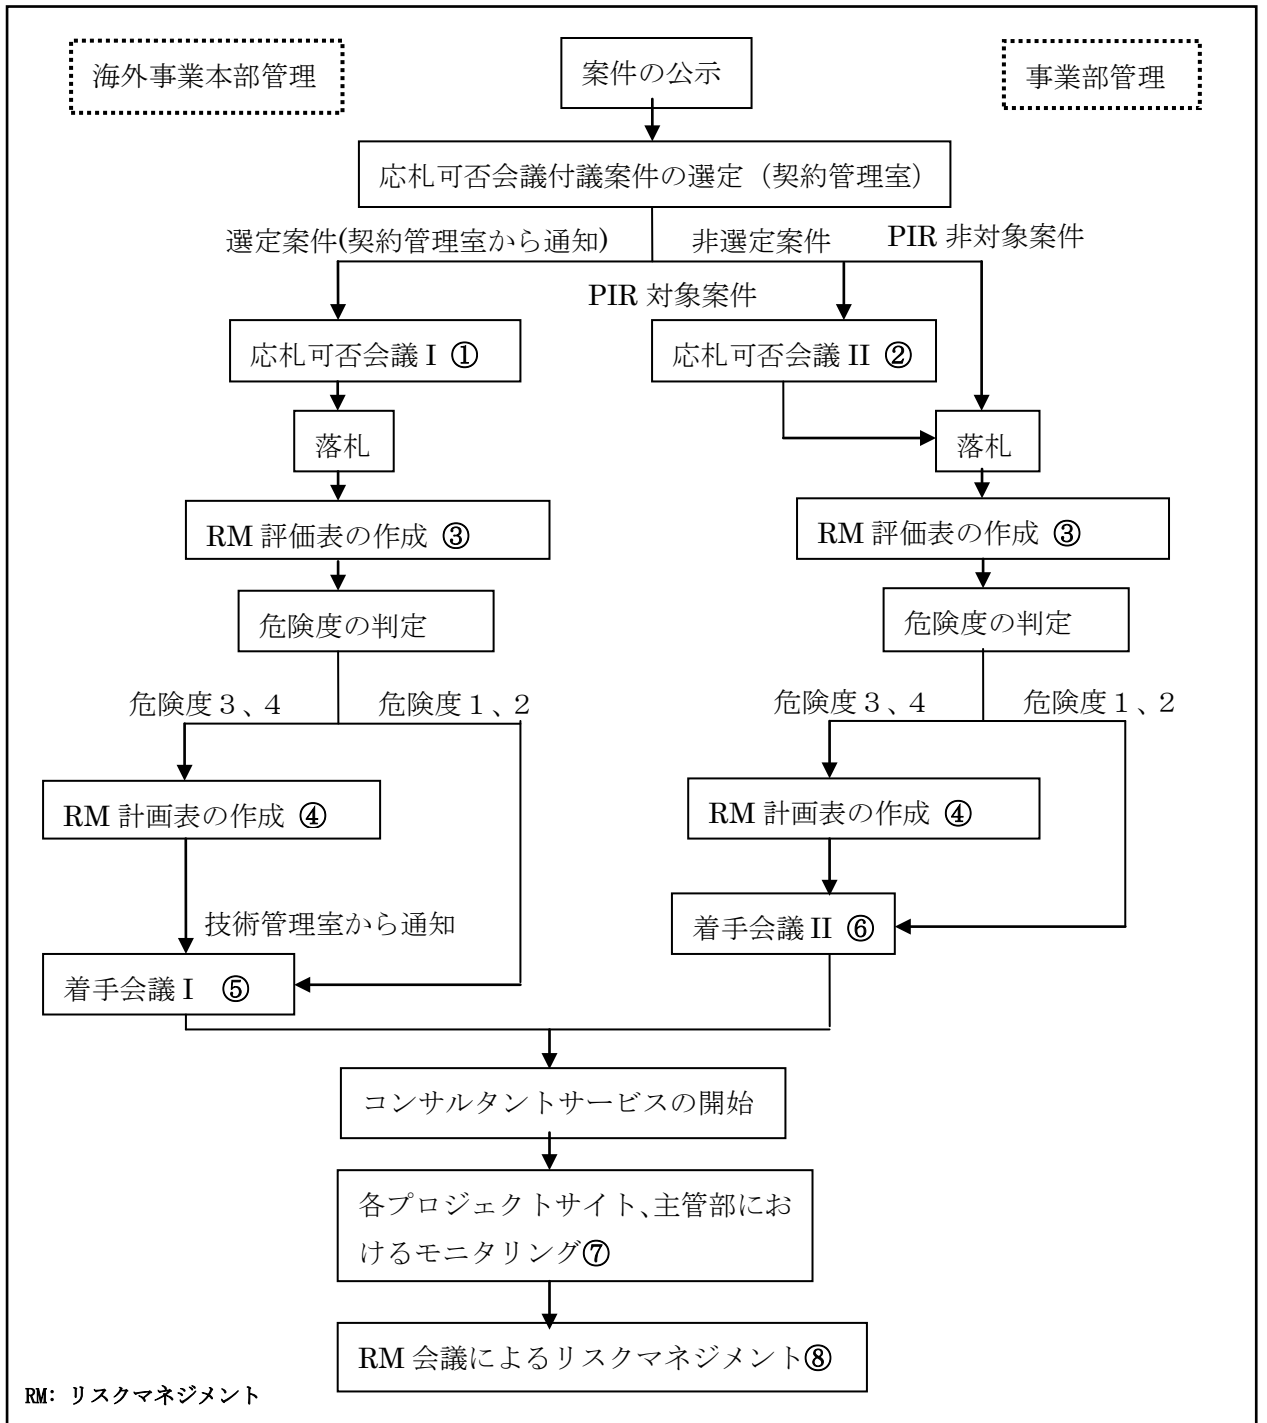 海外事業本部管理
案件の公示
事業部管理
応札可否会議付議案件の選定（契約管理室）
選定案件(契約管理室から通知)
非選定案件
PIR 非対象案件
PIR 対象案件
応札可否会議 I ①
応札可否会議 II ②
落札
落札
RM 評価表の作成 ③
RM 評価表の作成 ③
危険度の判定
危険度の判定
危険度３、４
危険度１、２
危険度３、４
危険度１、２
RM 計画表の作成 ④
RM 計画表の作成 ④
技術管理室から通知
着手会議 II ⑥
着手会議 I ⑤
コンサルタントサービスの開始
各プロジェクトサイト、主管部にお
けるモニタリング⑦
RM 会議によるリスクマネジメント⑧
RM: リスクマネジメント